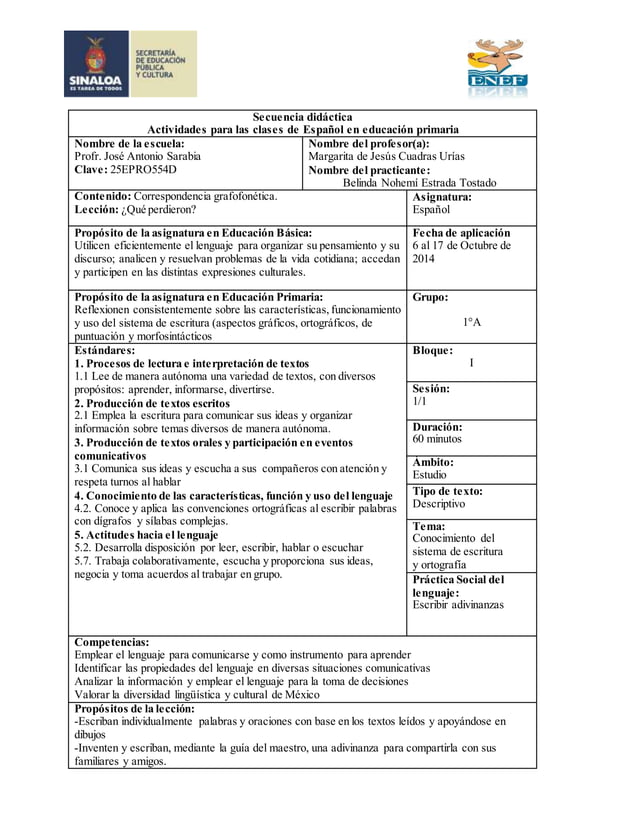 SINALOA
ES TAREA DE TODOS
SECRETARÍA
DE EDUCACIÓN
PÚBLICA
Y CULTURA
ENEF
Secuencia didáctica
Actividades para las clases de Español en educación primaria
Nombre de la escuela:
Profr. José Antonio Sarabia
Clave: 25EPRO554D
Nombre del profesor(a):
Margarita de Jesús Cuadras Urías
Nombre del practicante:
Belinda Nohemí Estrada Tostado
Contenido: Correspondencia grafofonética.
Lección: ¿Qué perdieron?
Asignatura:
Español
Propósito de la asignatura en Educación Básica:
Utilicen eficientemente el lenguaje para organizar su pensamiento y su
discurso; analicen y resuelvan problemas de la vida cotidiana; accedan
y participen en las distintas expresiones culturales.
Fecha de aplicación
6 al 17 de Octubre de
2014
Propósito de la asignatura en Educación Primaria:
Reflexionen consistentemente sobre las características, funcionamiento
y uso del sistema de escritura (aspectos gráficos, ortográficos, de
puntuación y morfosintácticos
Grupo:
1°A
Estándares:
1. Procesos de lectura e interpretación de textos
1.1 Lee de manera autónoma una variedad de textos, con diversos
propósitos: aprender, informarse, divertirse.
2. Producción de textos escritos
2.1 Emplea la escritura para comunicar sus ideas y organizar
información sobre temas diversos de manera autónoma.
3. Producción de textos orales y participación en eventos
comunicativos
3.1 Comunica sus ideas y escucha a sus compañeros con atención y
respeta turnos al hablar
4. Conocimiento de las características, función y uso del lenguaje
4.2. Conoce y aplica las convenciones ortográficas al escribir palabras
con dígrafos y sílabas complejas.
5. Actitudes hacia el lenguaje
5.2. Desarrolla disposición por leer, escribir, hablar o escuchar
5.7. Trabaja colaborativamente, escucha y proporciona sus ideas,
negocia y toma acuerdos al trabajar en grupo.
Bloque:
I
Sesión:
1/1
Duración:
60 minutos
Ámbito:
Estudio
Tipo de texto:
Descriptivo
Tema:
Conocimiento del
sistema de escritura
y ortografía
Práctica Social del
lenguaje:
Escribir adivinanzas
Competencias:
Emplear el lenguaje para comunicarse y como instrumento para aprender
Identificar las propiedades del lenguaje en diversas situaciones comunicativas
Analizar la información y emplear el lenguaje para la toma de decisiones
Valorar la diversidad lingüística y cultural de México
Propósitos de la lección:
-Escriban individualmente palabras y oraciones con base en los textos leídos y apoyándose en
dibujos
-Inventen y escriban, mediante la guía del maestro, una adivinanza para compartirla con sus
familiares y amigos.